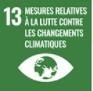 13 MESURES RELATIVES
À LA LUTTE CONTRE
LES CHANGEMENTS
CLIMATIQUES